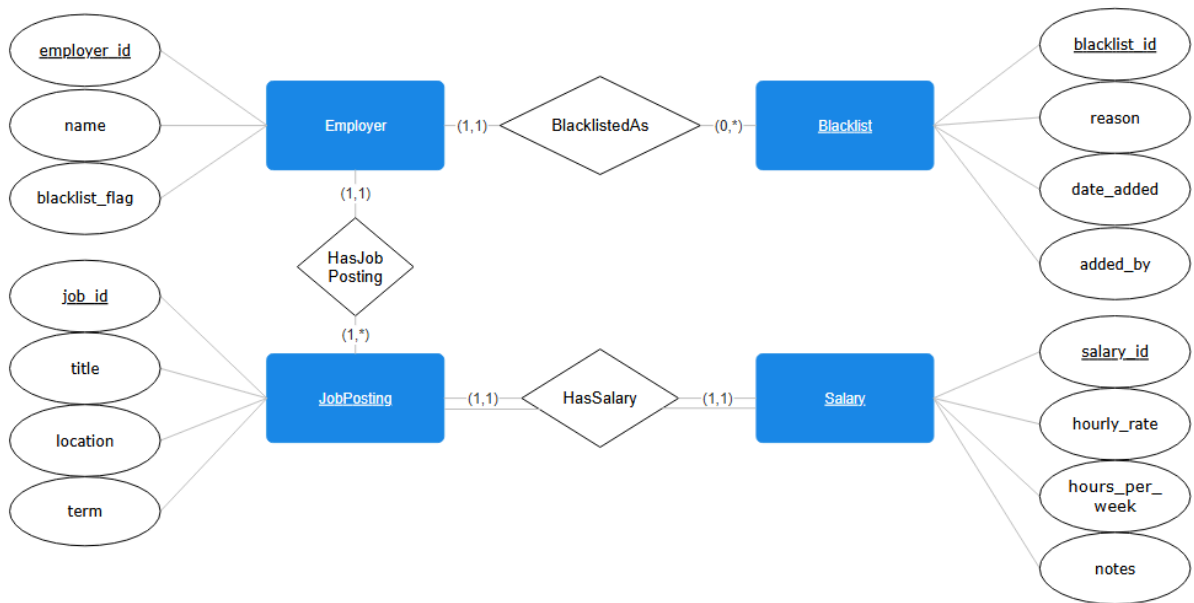 employer_id
name
blacklist_flag
Employer
(1,1)
BlacklistedAs
(0,*)
Blacklist
blacklist_id
reason
date_added
added_by
(1,1)
HasJob
Posting
(1,*)
job_id
title
location
term
JobPosting
(1,1)
HasSalary
(1,1)
Salary
salary_id
hourly_rate
hours_per_
week
notes